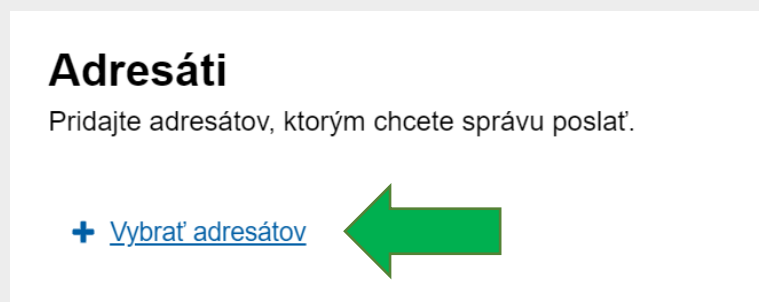 Adresáti
Pridajte adresátov, ktorým chcete správu poslať.
+ Vybrať adresátov